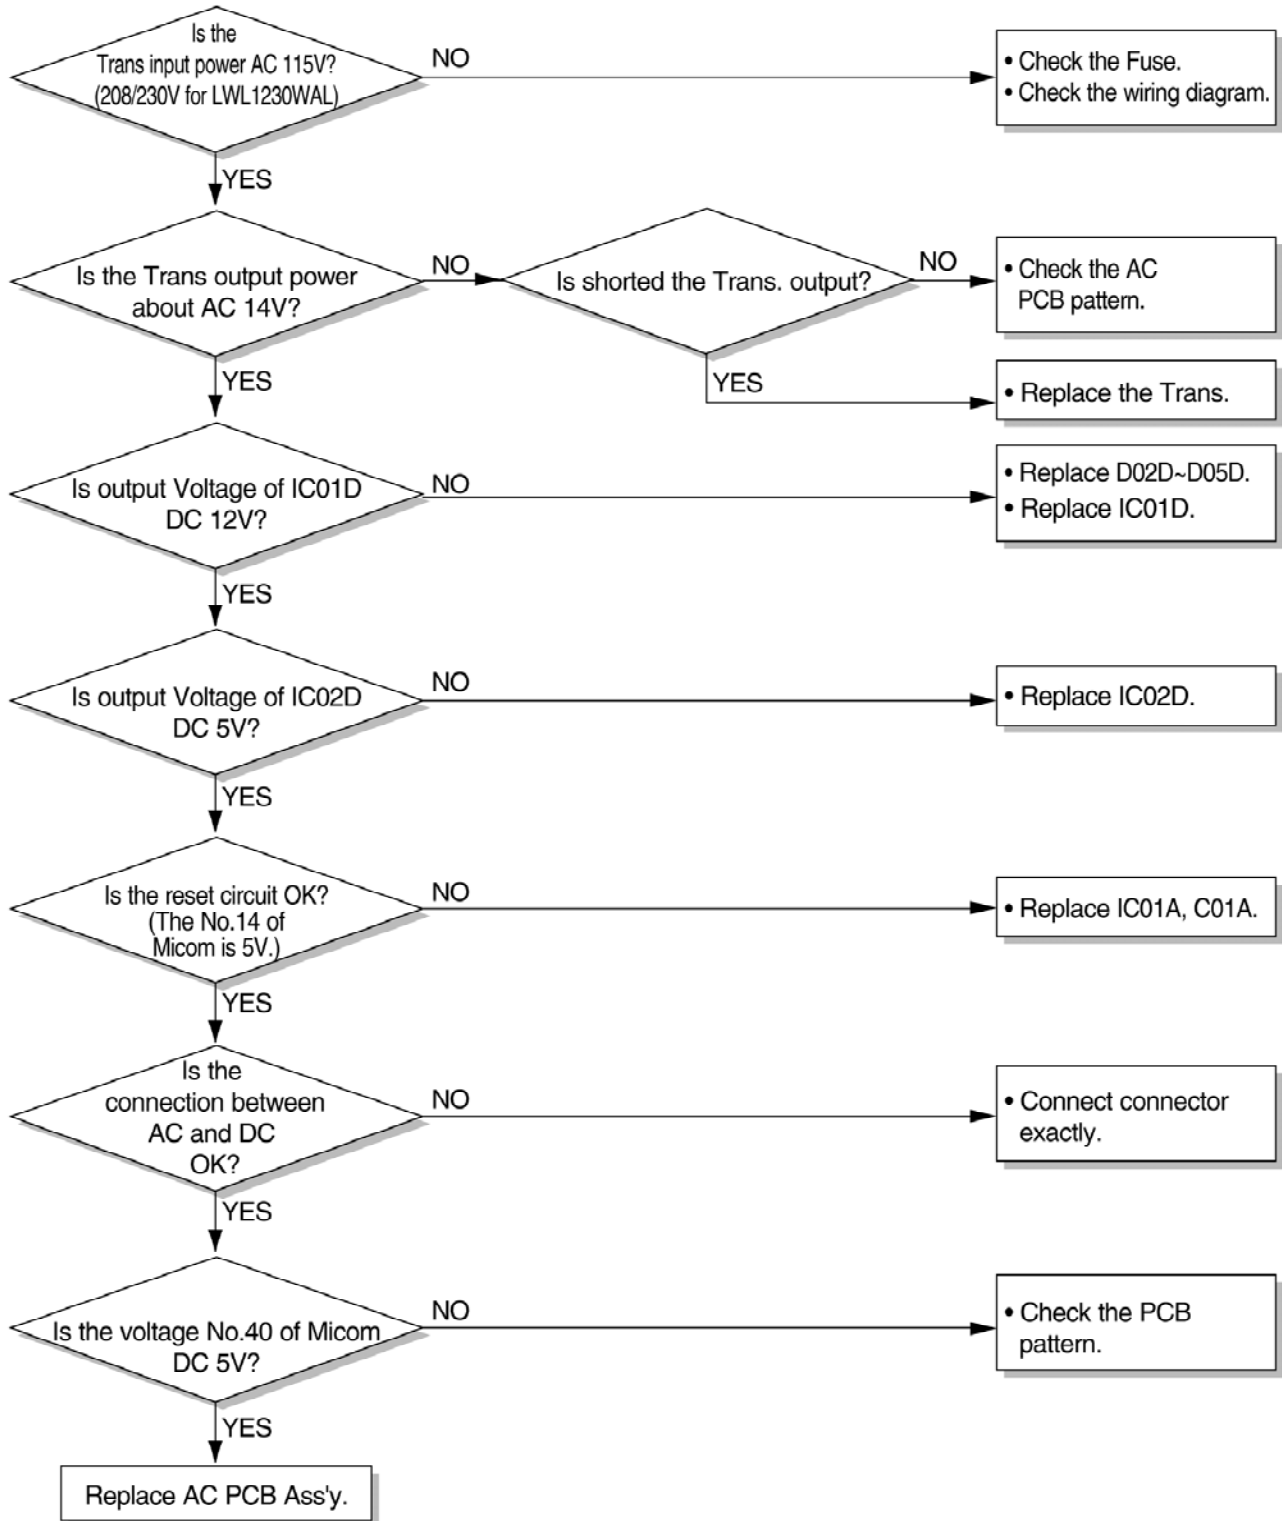 Is the
Trans input power AC 115V?
(208/230V for LWL1230WAL)
NO
• Check the Fuse.
• Check the wiring diagram.
YES
Is the Trans output power
about AC 14V?
NO
Is shorted the Trans. output?
NO
• Check the AC
PCB pattern.
YES
YES
• Replace the Trans.
Is output Voltage of IC01D
DC 12V?
NO
• Replace D02D~D05D.
• Replace IC01D.
YES
Is output Voltage of IC02D
DC 5V?
NO
• Replace IC02D.
YES
Is the reset circuit OK?
(The No.14 of
Micom is 5V.)
NO
• Replace IC01A, C01A.
YES
Is the
connection between
AC and DC
OK?
NO
• Connect connector
exactly.
YES
Is the voltage No.40 of Micom
DC 5V?
NO
• Check the PCB
pattern.
YES
Replace AC PCB Ass'y.